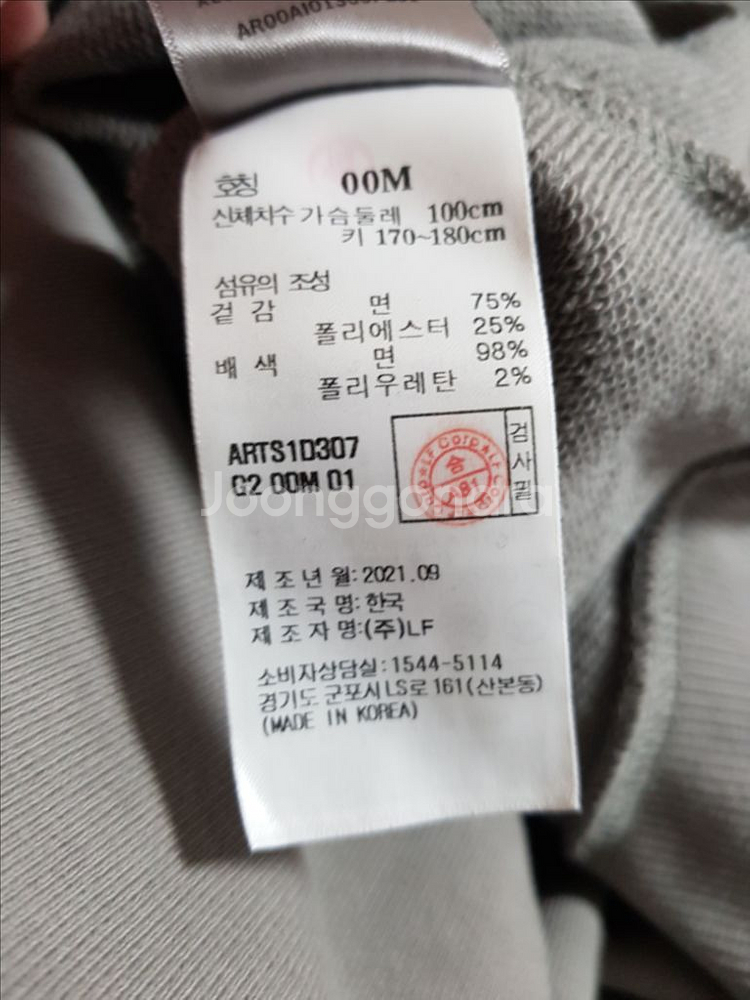 호칭 00M
신체치수 가슴둘레 100cm
키 170~180cm
섬유의 조성
겉 감 면 75%
폴리에스터 25%
배 색 면 98%
폴리우레탄 2%
ARTS1D307
G2 00M 01
검사필
제 조 년 월:2021.09
제 조 국 명:한국
제 조 자 명:(주)LF
소비자상담실:1544-5114
경기도 군포시 LS로 161(산본동)
(MADE IN KOREA)
Joonggonara